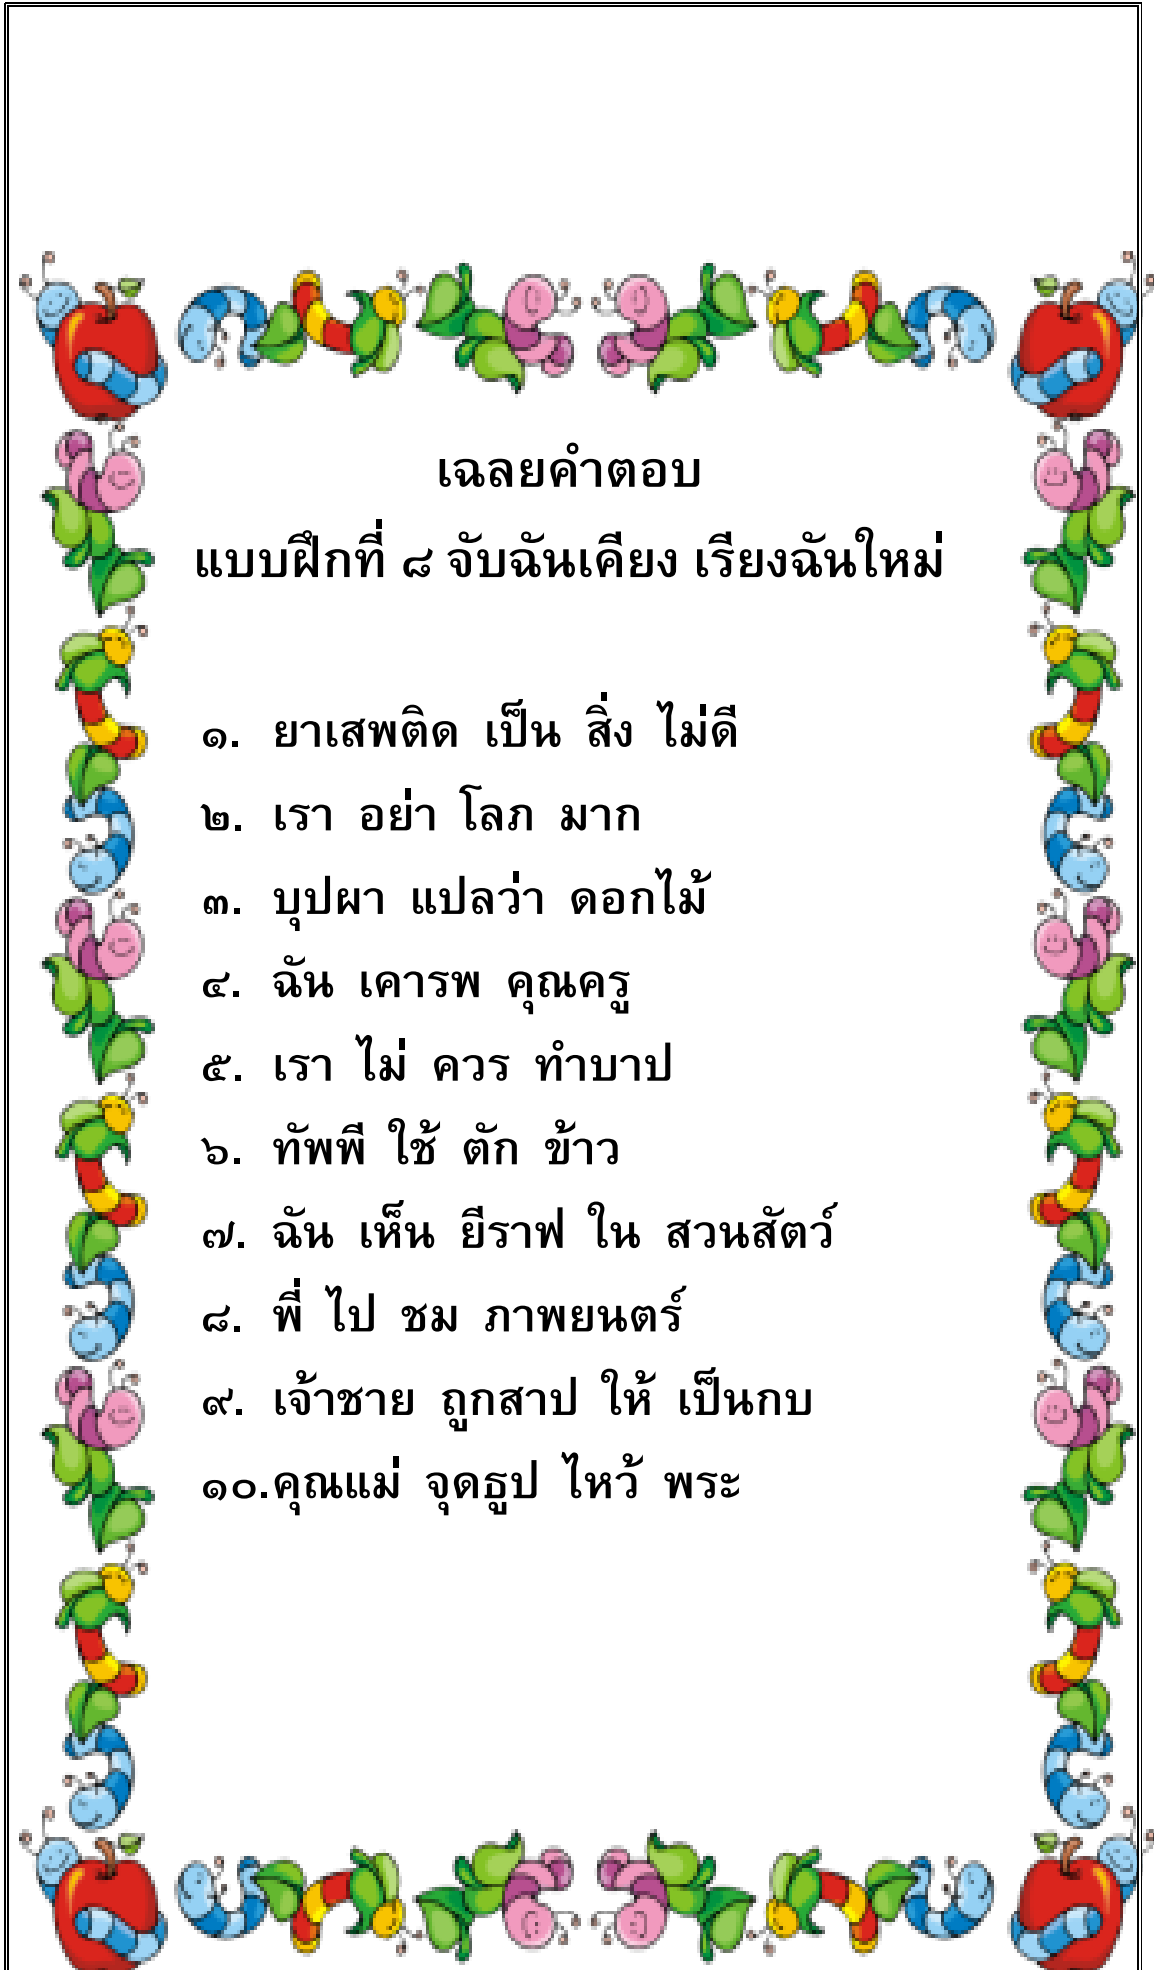 เฉลยคำตอบ
แบบฝึกที่ ๘ จับฉันเคียง เรียงฉันใหม่
๑. ยาเสพติด เป็น สิ่ง ไม่ดี
๒. เรา อย่า โลภ มาก
๓. บุปผา แปลว่า ดอกไม้
๔. ฉัน เคารพ คุณครู
๕. เรา ไม่ ควร ทำบาป
๖. ทัพพี ใช้ ตัก ข้าว
๗. ฉัน เห็น ยีราฟ ใน สวนสัตว์
๘. พี่ ไป ชม ภาพยนตร์
๙. เจ้าชาย ถูกสาป ให้ เป็นกบ
๑๐.คุณแม่ จุดธูป ไหว้ พระ